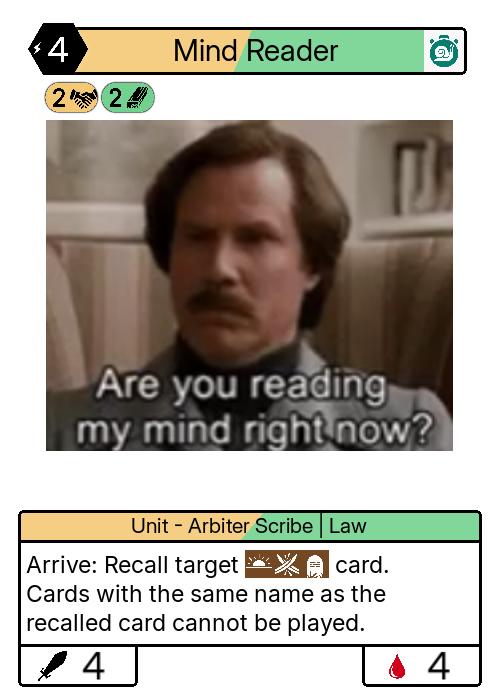 4 Mind Reader
2 2
Are you reading
my mind right now?
Unit - Arbiter Scribe | Law
Arrive: Recall target card.
Cards with the same name as the
recalled card cannot be played.
4 4